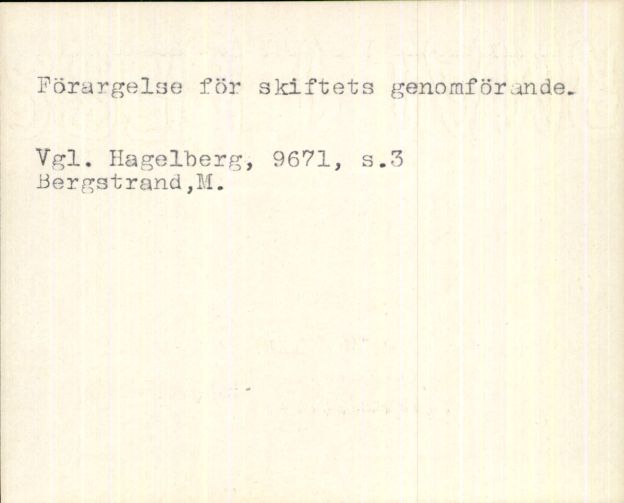 Förargelse för skiftets genomförande.
Vgl. Hagelberg, 9671, s.3
Bergstrand,M.